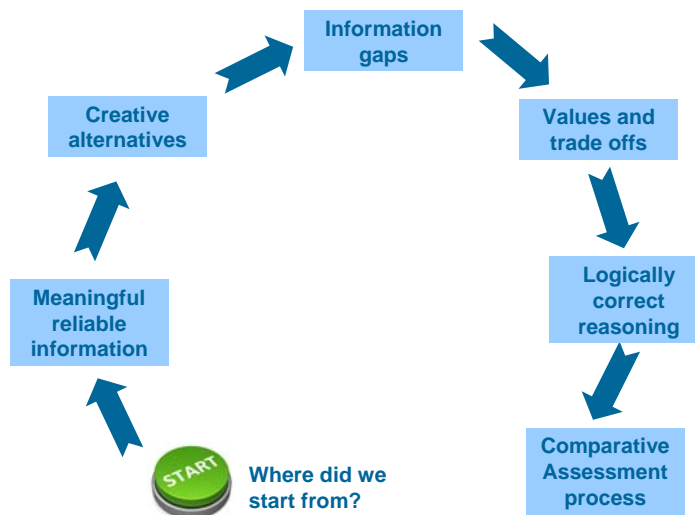 Information
gaps
Creative
alternatives
Values and
trade offs
Meaningful
reliable
information
Logically
correct
reasoning
START
Where did we
start from?
Comparative
Assessment
process